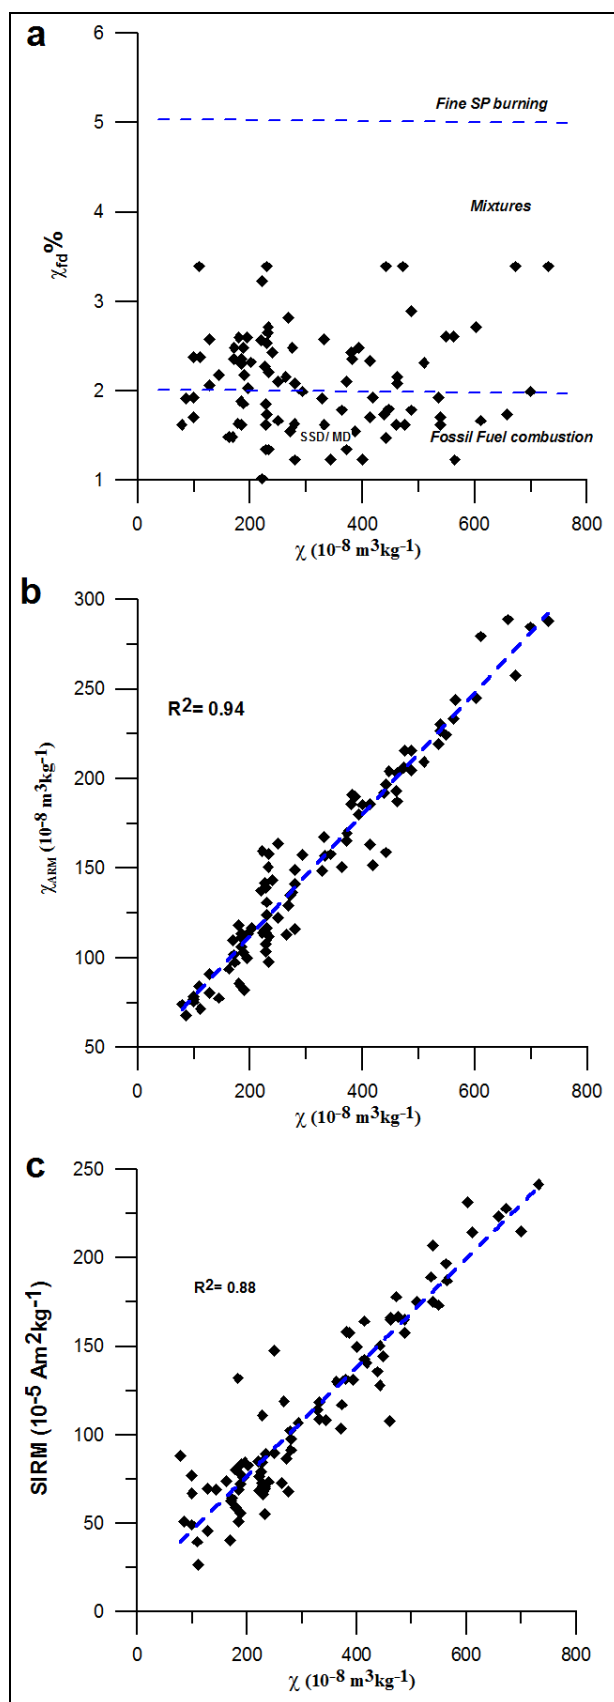 a
6
5
4
3
2
1
χfd%
Fine SP burning
Mixtures
SSD/ MD
Fossil Fuel combustion
0 200 400 600 800
χ (10-8 m3kg-1)
b
300
250
200
150
100
50
χARM (10-8 m3kg-1)
R2= 0.94
0 200 400 600 800
χ (10-8 m3kg-1)
c
250
200
150
100
50
0
SIRM (10-5 Am2kg-1)
R2= 0.88
0 200 400 600 800
χ (10-8 m3kg-1)